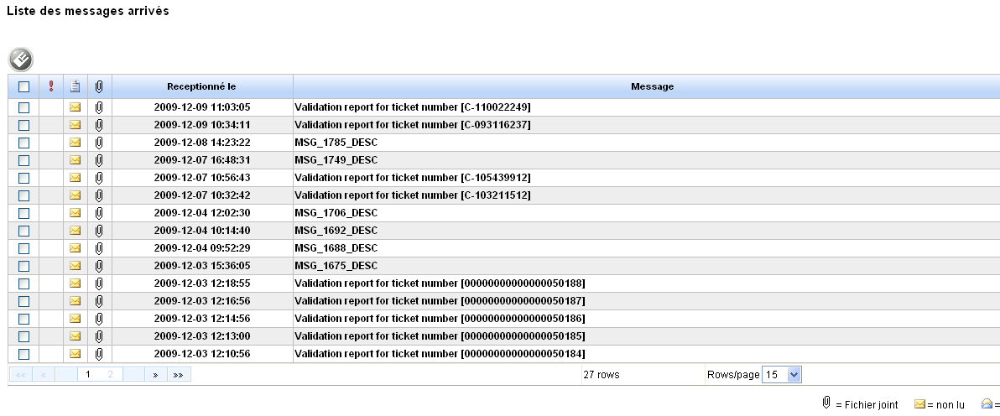 Liste des messages arrivés
Receptionné le Message
2009-12-09 11:03:05 Validation report for ticket number [C-110022249]
2009-12-09 10:34:11 Validation report for ticket number [C-093116237]
2009-12-08 14:23:22 MSG_1785_DESC
2009-12-07 16:48:31 MSG_1749_DESC
2009-12-07 10:56:43 Validation report for ticket number [C-105439912]
2009-12-07 10:32:42 Validation report for ticket number [C-103211512]
2009-12-04 12:02:30 MSG_1706_DESC
2009-12-04 10:14:40 MSG_1692_DESC
2009-12-04 09:52:29 MSG_1688_DESC
2009-12-03 15:36:05 MSG_1675_DESC
2009-12-03 12:18:55 Validation report for ticket number [00000000000000050188]
2009-12-03 12:16:56 Validation report for ticket number [00000000000000050187]
2009-12-03 12:14:56 Validation report for ticket number [00000000000000050186]
2009-12-03 12:13:00 Validation report for ticket number [00000000000000050185]
2009-12-03 12:10:56 Validation report for ticket number [00000000000000050184]
«« « 1 2 » »» 27 rows Rows/page 15
= Fichier joint = non lu =